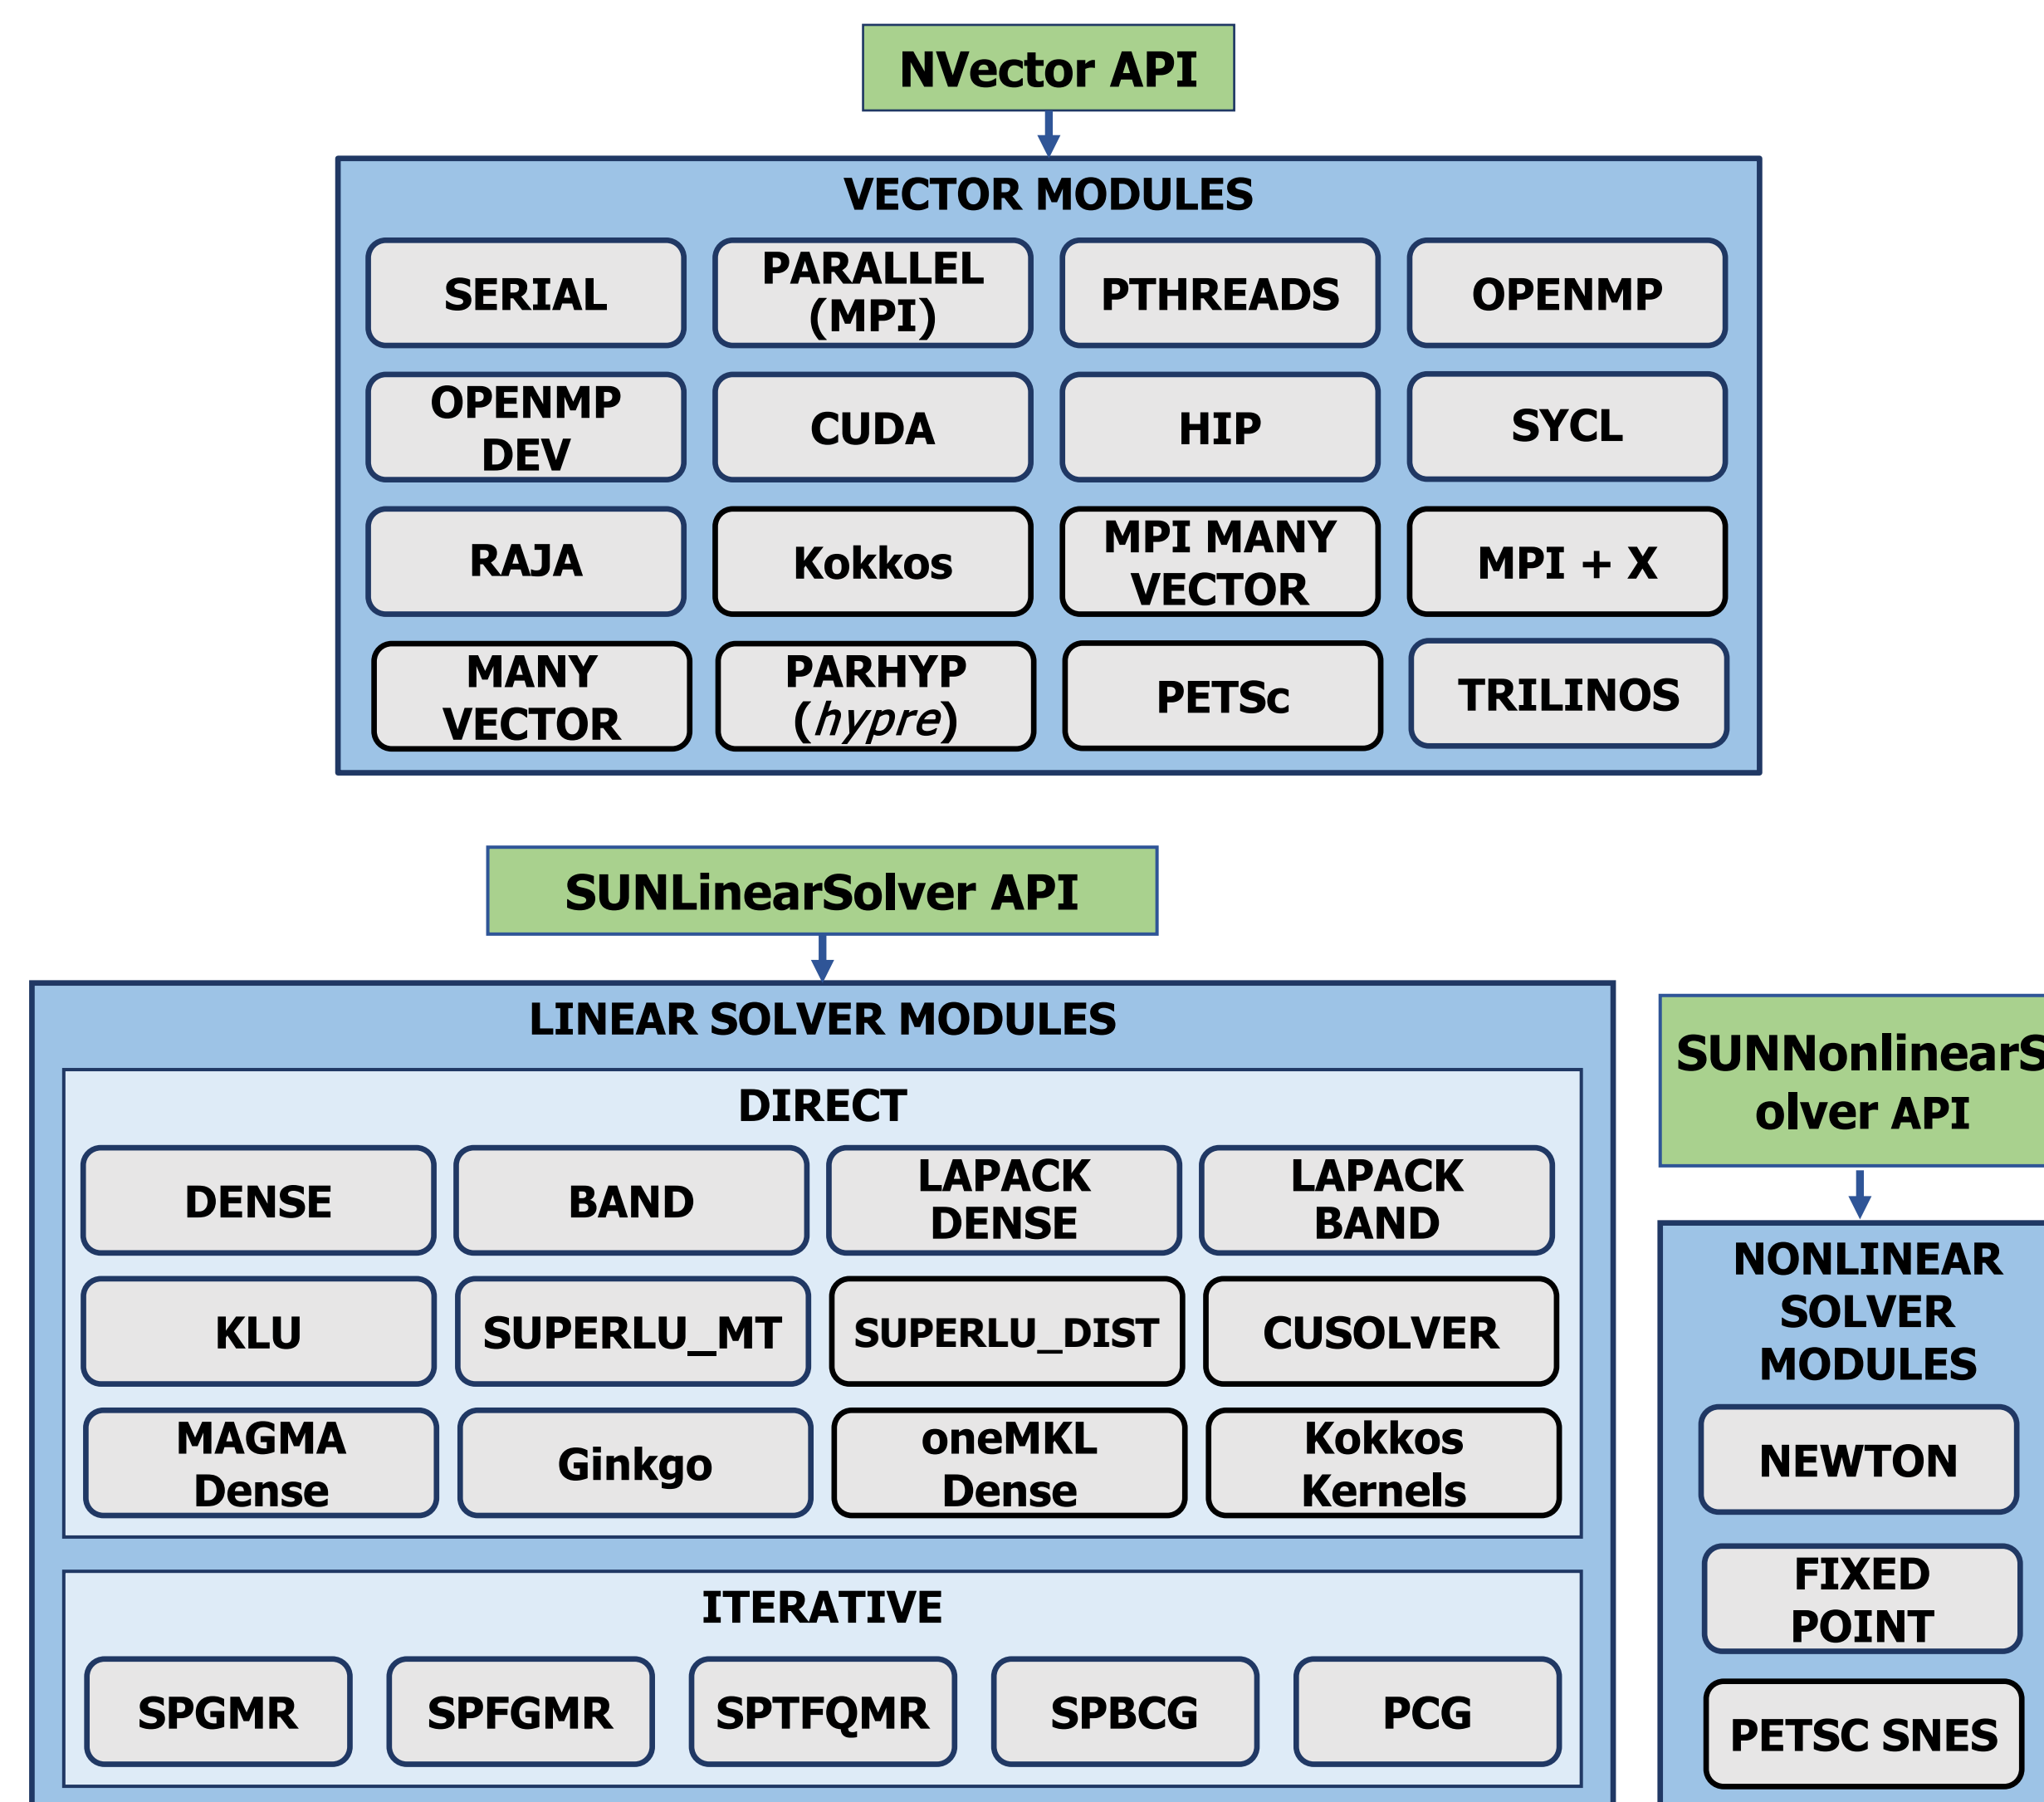 NVector API
VECTOR MODULES
SERIAL
PARALLEL
(MPI)
PTHREADS
OPENMP
OPENMP
DEV
CUDA
HIP
SYCL
RAJA
Kokkos
MPI MANY
VECTOR
MPI + X
MANY
VECTOR
PARHYP
(hypre)
PETSc
TRILINOS
SUNLinearSolver API
LINEAR SOLVER MODULES
DIRECT
DENSE
BAND
LAPACK
DENSE
LAPACK
BAND
KLU
SUPERLU_MT
SUPERLU_DIST
CUSOLVER
MAGMA
Dense
Ginkgo
oneMKL
Dense
Kokkos
Kernels
ITERATIVE
SPGMR
SPFGMR
SPTFQMR
SPBCG
PCG
SUNNonlinearS
olver API
NONLINEAR
SOLVER
MODULES
NEWTON
FIXED
POINT
PETSC SNES